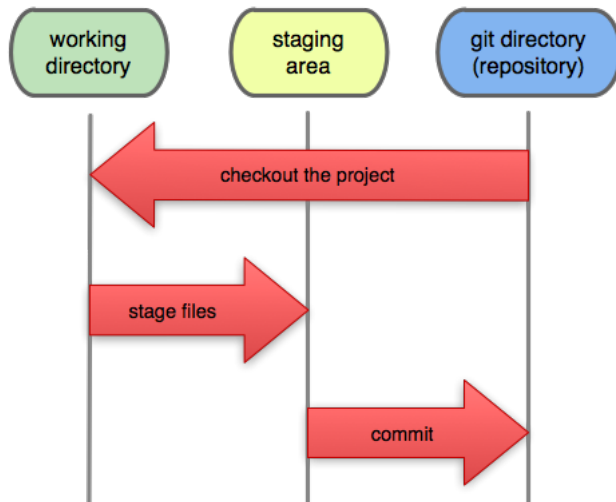 working
directory
staging
area
git directory
(repository)
checkout the project
stage files
commit